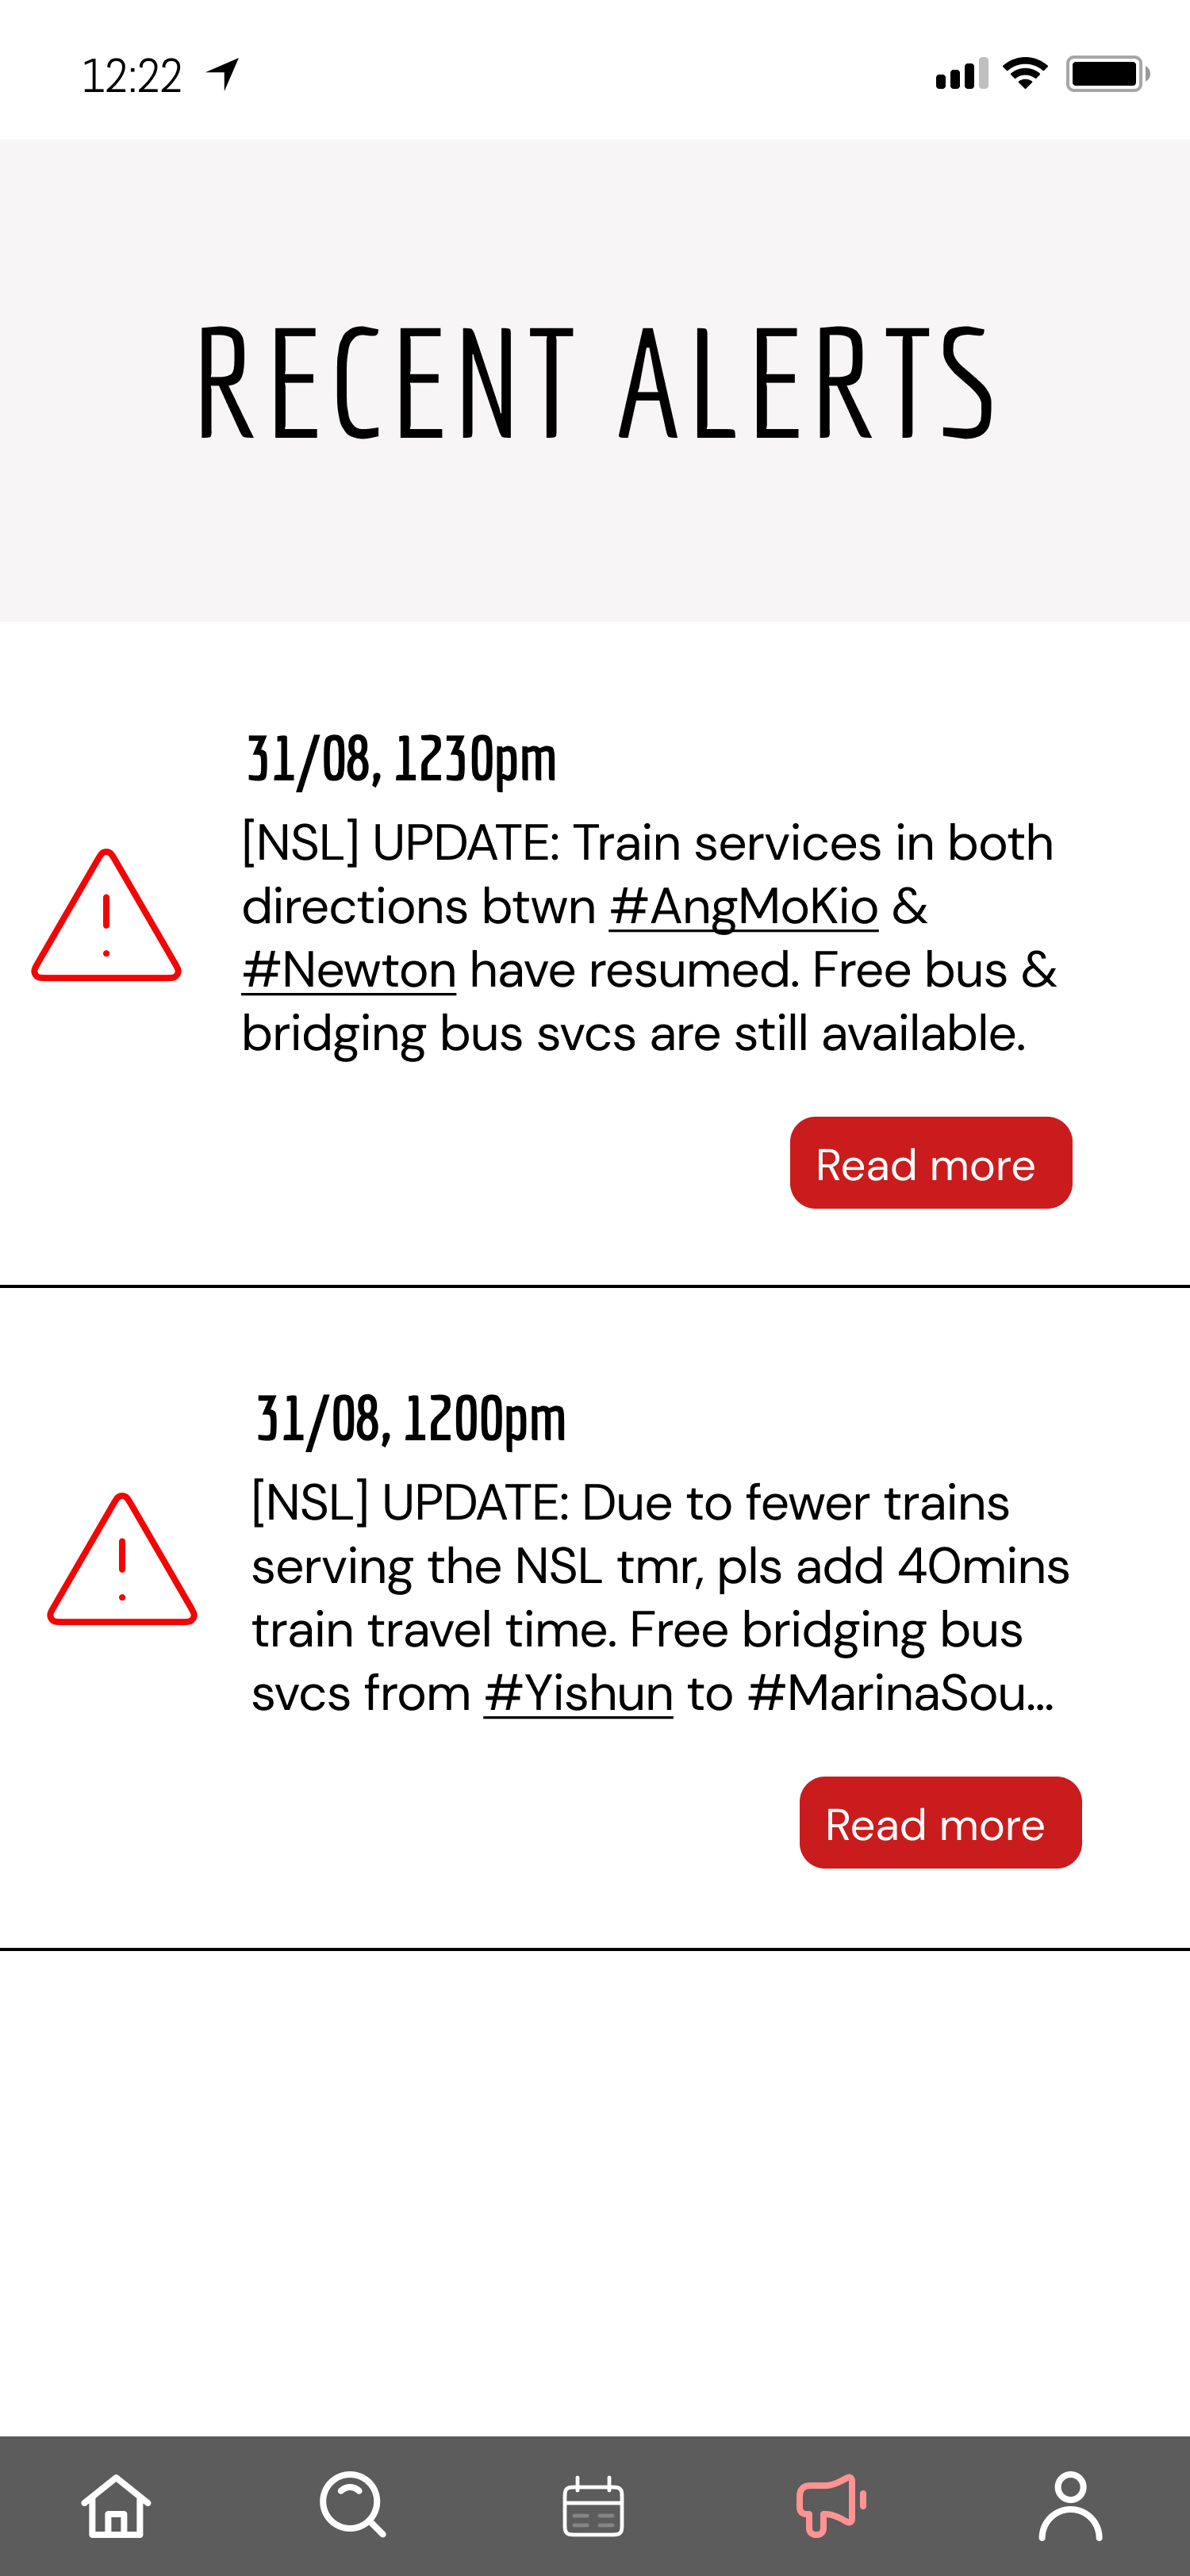 12:22
RECENT ALERTS
31/08, 1230pm
[NSL] UPDATE: Train services in both
directions btwn #AngMoKio &
#Newton have resumed. Free bus &
bridging bus svcs are still available.
Read more
31/08, 1200pm
[NSL] UPDATE: Due to fewer trains
serving the NSL tmr, pls add 40mins
train travel time. Free bridging bus
svcs from #Yishun to #MarinaSou...
Read more